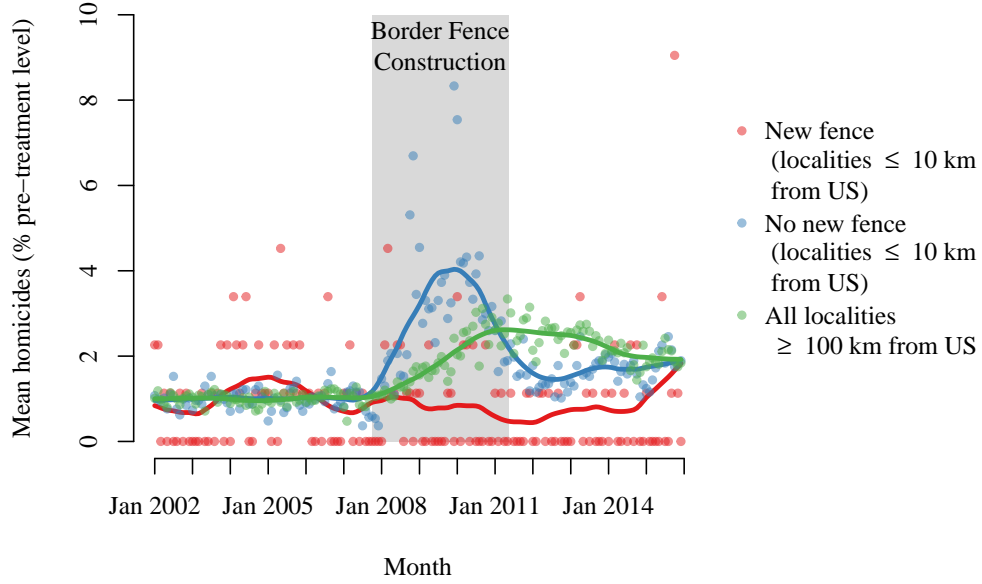 Mean homicides (% pre−treatment level)
10
8
6
4
2
0
Border Fence
Construction
Jan 2002
Jan 2005
Jan 2008
Jan 2011
Jan 2014
Month
New fence
(localities ≤ 10 km
from US)
No new fence
(localities ≤ 10 km
from US)
All localities
≥ 100 km from US